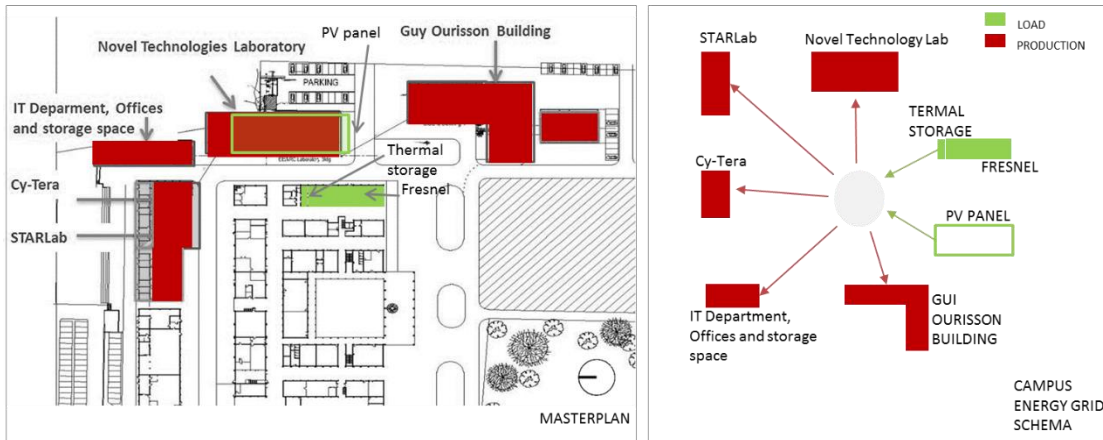 Novel Technologies Laboratory
PV panel
Guy Ourisson Building
PARKING
IT Deparment, Offices
and storage space
Thermal
storage
Fresnel
Cy-Tera
STARLab
MASTERPLAN
LOAD
PRODUCTION
STARLab
Novel Technology Lab
TERMAL
STORAGE
FRESNEL
Cy-Tera
PV PANEL
IT Department,
Offices and storage
space
GUI
OURISSON
BUILDING
CAMPUS
ENERGY GRID
SCHEMA